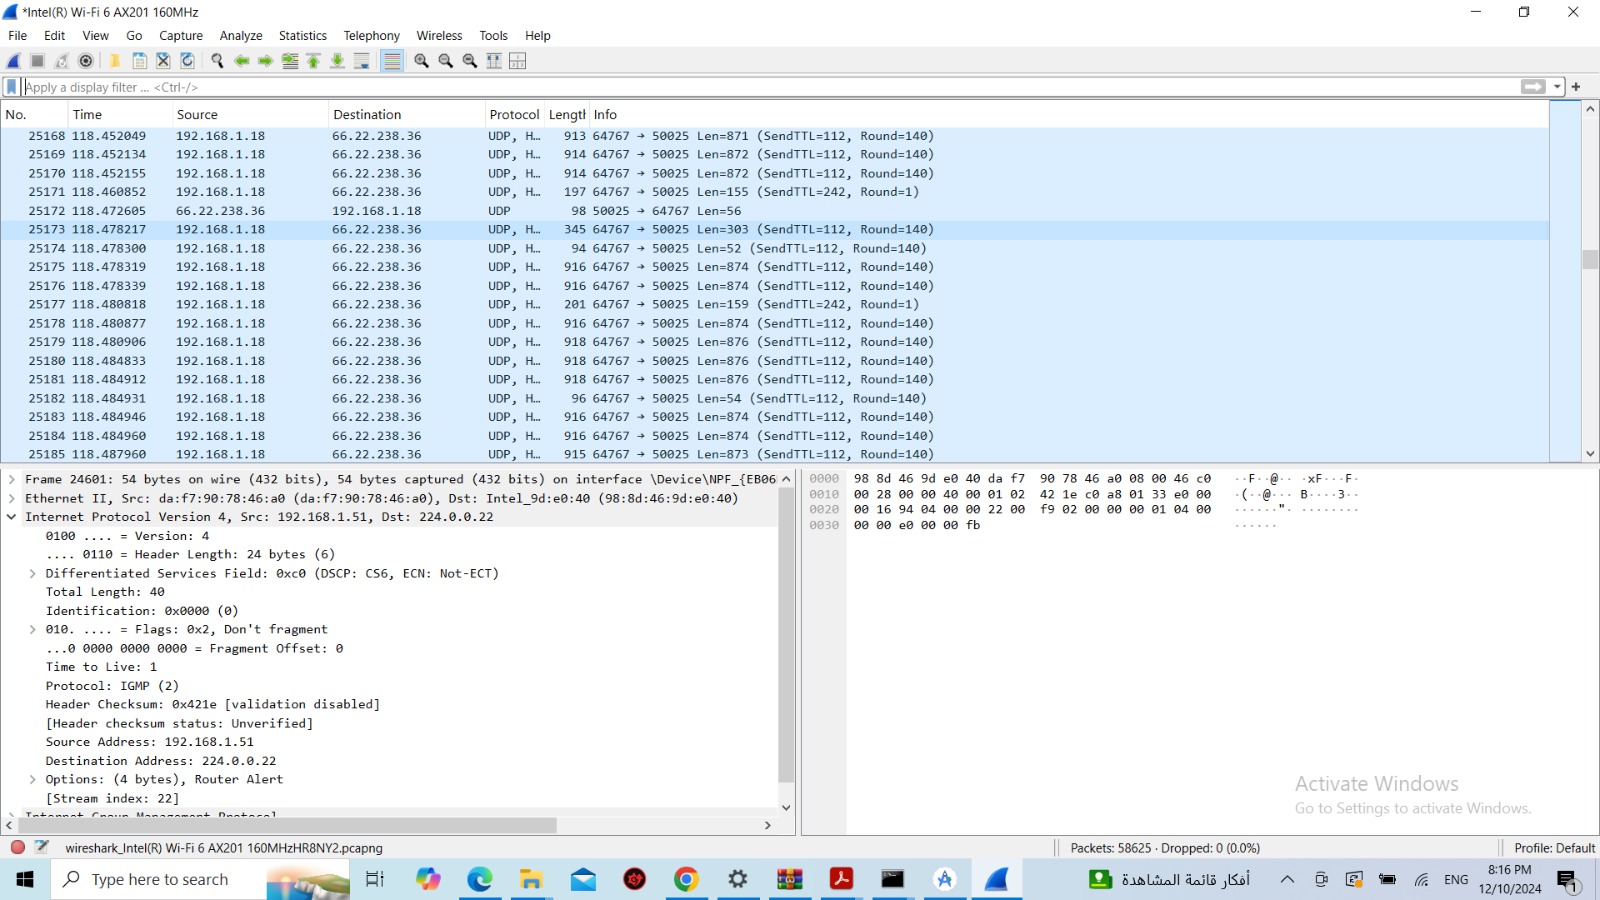 *Intel(R) Wi-Fi 6 AX201 160MHz
File Edit View Go Capture Analyze Statistics Telephony Wireless Tools Help
Apply a display filter ... <Ctrl-/>
No. Time Source Destination Protocol Length Info
25168 118.452049 192.168.1.18 66.22.238.36 UDP, H… 913 64767 → 50025 Len=871 (SendTTL=112, Round=140)
25169 118.452134 192.168.1.18 66.22.238.36 UDP, H… 914 64767 → 50025 Len=872 (SendTTL=112, Round=140)
25170 118.452155 192.168.1.18 66.22.238.36 UDP, H… 914 64767 → 50025 Len=872 (SendTTL=112, Round=140)
25171 118.460852 192.168.1.18 66.22.238.36 UDP, H… 197 64767 → 50025 Len=155 (SendTTL=242, Round=1)
25172 118.472605 66.22.238.36 192.168.1.18 UDP 98 50025 → 64767 Len=56
25173 118.478217 192.168.1.18 66.22.238.36 UDP, H… 345 64767 → 50025 Len=303 (SendTTL=112, Round=140)
25174 118.478300 192.168.1.18 66.22.238.36 UDP, H… 94 64767 → 50025 Len=52 (SendTTL=112, Round=140)
25175 118.478319 192.168.1.18 66.22.238.36 UDP, H… 916 64767 → 50025 Len=874 (SendTTL=112, Round=140)
25176 118.478339 192.168.1.18 66.22.238.36 UDP, H… 916 64767 → 50025 Len=874 (SendTTL=112, Round=140)
25177 118.480818 192.168.1.18 66.22.238.36 UDP, H… 201 64767 → 50025 Len=159 (SendTTL=242, Round=1)
25178 118.480877 192.168.1.18 66.22.238.36 UDP, H… 916 64767 → 50025 Len=874 (SendTTL=112, Round=140)
25179 118.480906 192.168.1.18 66.22.238.36 UDP, H… 918 64767 → 50025 Len=876 (SendTTL=112, Round=140)
25180 118.484833 192.168.1.18 66.22.238.36 UDP, H… 918 64767 → 50025 Len=876 (SendTTL=112, Round=140)
25181 118.484912 192.168.1.18 66.22.238.36 UDP, H… 918 64767 → 50025 Len=876 (SendTTL=112, Round=140)
25182 118.484931 192.168.1.18 66.22.238.36 UDP, H… 96 64767 → 50025 Len=54 (SendTTL=112, Round=140)
25183 118.484946 192.168.1.18 66.22.238.36 UDP, H… 916 64767 → 50025 Len=874 (SendTTL=112, Round=140)
25184 118.484960 192.168.1.18 66.22.238.36 UDP, H… 916 64767 → 50025 Len=874 (SendTTL=112, Round=140)
25185 118.487960 192.168.1.18 66.22.238.36 UDP, H… 915 64767 → 50025 Len=873 (SendTTL=112, Round=140)
Frame 24601: 54 bytes on wire (432 bits), 54 bytes captured (432 bits) on interface \Device\NPF_{EB06
Ethernet II, Src: da:f7:90:78:46:a0 (da:f7:90:78:46:a0), Dst: Intel_9d:e0:40 (98:8d:46:9d:e0:40)
Internet Protocol Version 4, Src: 192.168.1.51, Dst: 224.0.0.22
0100 .... = Version: 4
.... 0110 = Header Length: 24 bytes (6)
Differentiated Services Field: 0xc0 (DSCP: CS6, ECN: Not-ECT)
Total Length: 40
Identification: 0x0000 (0)
010. .... = Flags: 0x2, Don't fragment
...0 0000 0000 0000 = Fragment Offset: 0
Time to Live: 1
Protocol: IGMP (2)
Header Checksum: 0x421e [validation disabled]
[Header checksum status: Unverified]
Source Address: 192.168.1.51
Destination Address: 224.0.0.22
Options: (4 bytes), Router Alert
[Stream index: 22]
Internet Group Management Protocol
0000 98 8d 46 9d e0 40 da f7 90 78 46 a0 08 00 46 c0 ··F··@·· ·xF···F·
0010 00 28 00 00 40 00 01 02 42 1e c0 a8 01 33 e0 00 ·(··@··· B····3··
0020 00 16 94 04 00 00 22 00 f9 02 00 00 00 01 04 00 ······"· ········
0030 00 00 e0 00 00 fb ······
Activate Windows
Go to Settings to activate Windows.
wireshark_Intel(R) Wi-Fi 6 AX201 160MHzHR8NY2.pcapng
Packets: 58625 · Dropped: 0 (0.0%)
Profile: Default
Type here to search
أفكار قائمة المشاهدة
ENG
8:16 PM
12/10/2024
1